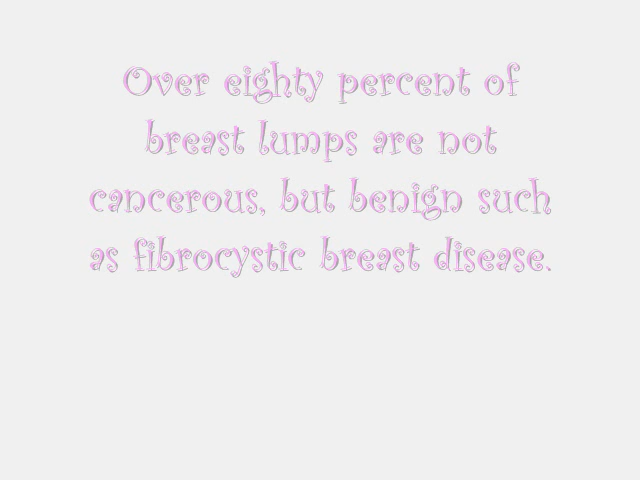 Over eighty percent of
breast lumps are not
cancerous, but benign such
as fibrocystic breast disease.